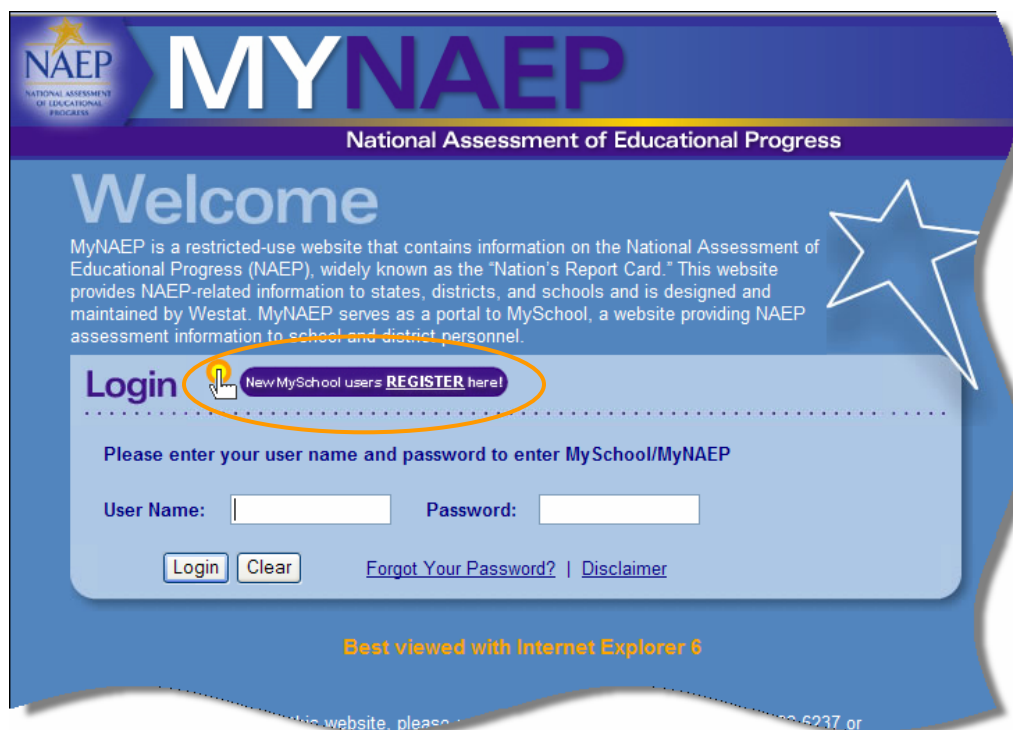 NAEP
NATIONAL ASSESSMENT
OF EDUCATIONAL
PROGRESS
MYNAEP
National Assessment of Educational Progress
Welcome
MyNAEP is a restricted-use website that contains information on the National Assessment of
Educational Progress (NAEP), widely known as the “Nation’s Report Card.” This website
provides NAEP-related information to states, districts, and schools and is designed and
maintained by Westat. MyNAEP serves as a portal to MySchool, a website providing NAEP
assessment information to school and district personnel.
Login
New MySchool users REGISTER here!
Please enter your user name and password to enter MySchool/MyNAEP
User Name: Password:
Login Clear Forgot Your Password? | Disclaimer
Best viewed with Internet Explorer 6
website, please 6237 or